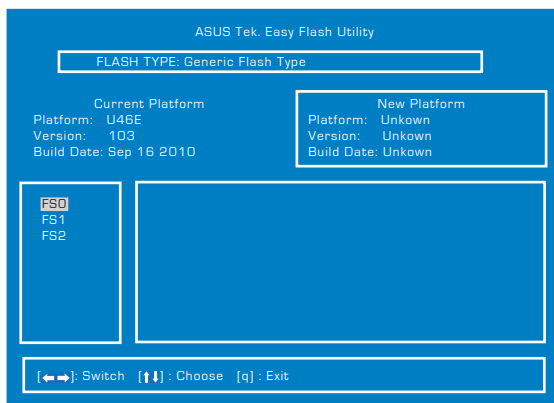 ASUS Tek. Easy Flash Utility
FLASH TYPE: Generic Flash Type
Current Platform
Platform: U46E
Version: 103
Build Date: Sep 16 2010
New Platform
Platform: Unkown
Version: Unkown
Build Date: Unkown
FS0
FS1
FS2
[←→]: Switch [↑↓] : Choose [q] : Exit